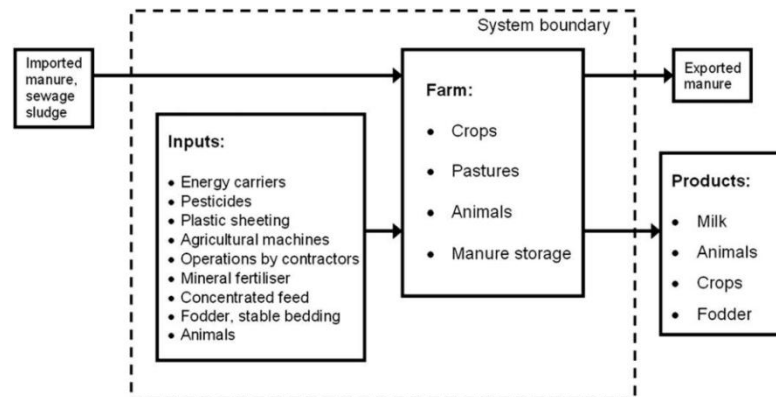 System boundary
Imported
manure,
sewage
sludge
Inputs:
• Energy carriers
• Pesticides
• Plastic sheeting
• Agricultural machines
• Operations by contractors
• Mineral fertiliser
• Concentrated feed
• Fodder, stable bedding
• Animals
Farm:
• Crops
• Pastures
• Animals
• Manure storage
Exported
manure
Products:
• Milk
• Animals
• Crops
• Fodder